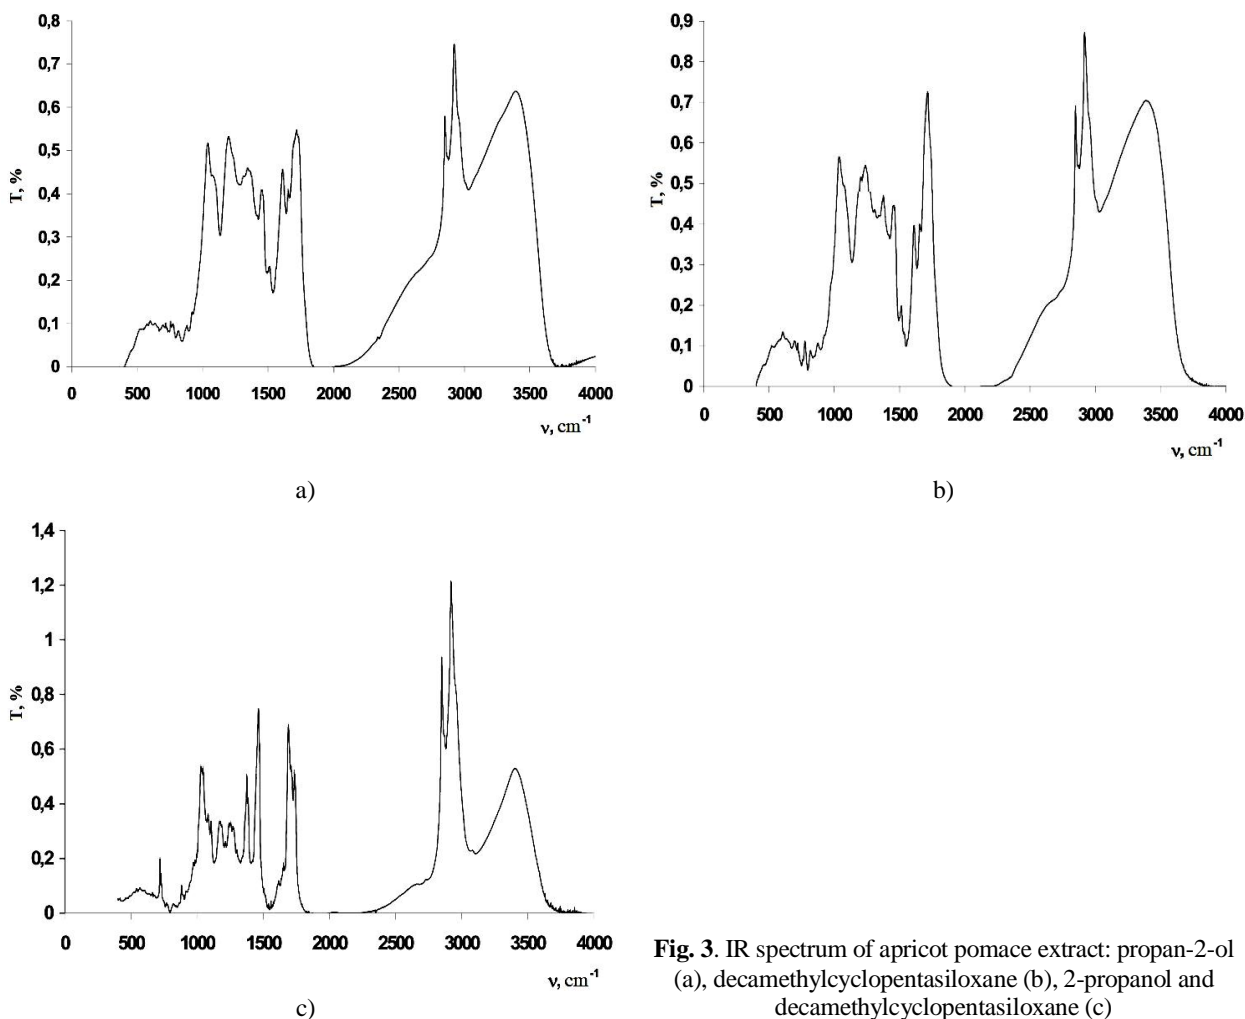 0,8
0,7
0,6
0,5
0,4
0,3
0,2
0,1
0
T, %
0 500 1000 1500 2000 2500 3000 3500 4000
ν, cm⁻¹
a)
0,9
0,8
0,7
0,6
0,5
0,4
0,3
0,2
0,1
0
T, %
0 500 1000 1500 2000 2500 3000 3500 4000
ν, cm⁻¹
b)
1,4
1,2
1
0,8
0,6
0,4
0,2
0
T, %
0 500 1000 1500 2000 2500 3000 3500 4000
ν, cm⁻¹
c)
Fig. 3. IR spectrum of apricot pomace extract: propan-2-ol
(a), decamethylcyclopentasiloxane (b), 2-propanol and
decamethylcyclopentasiloxane (c)